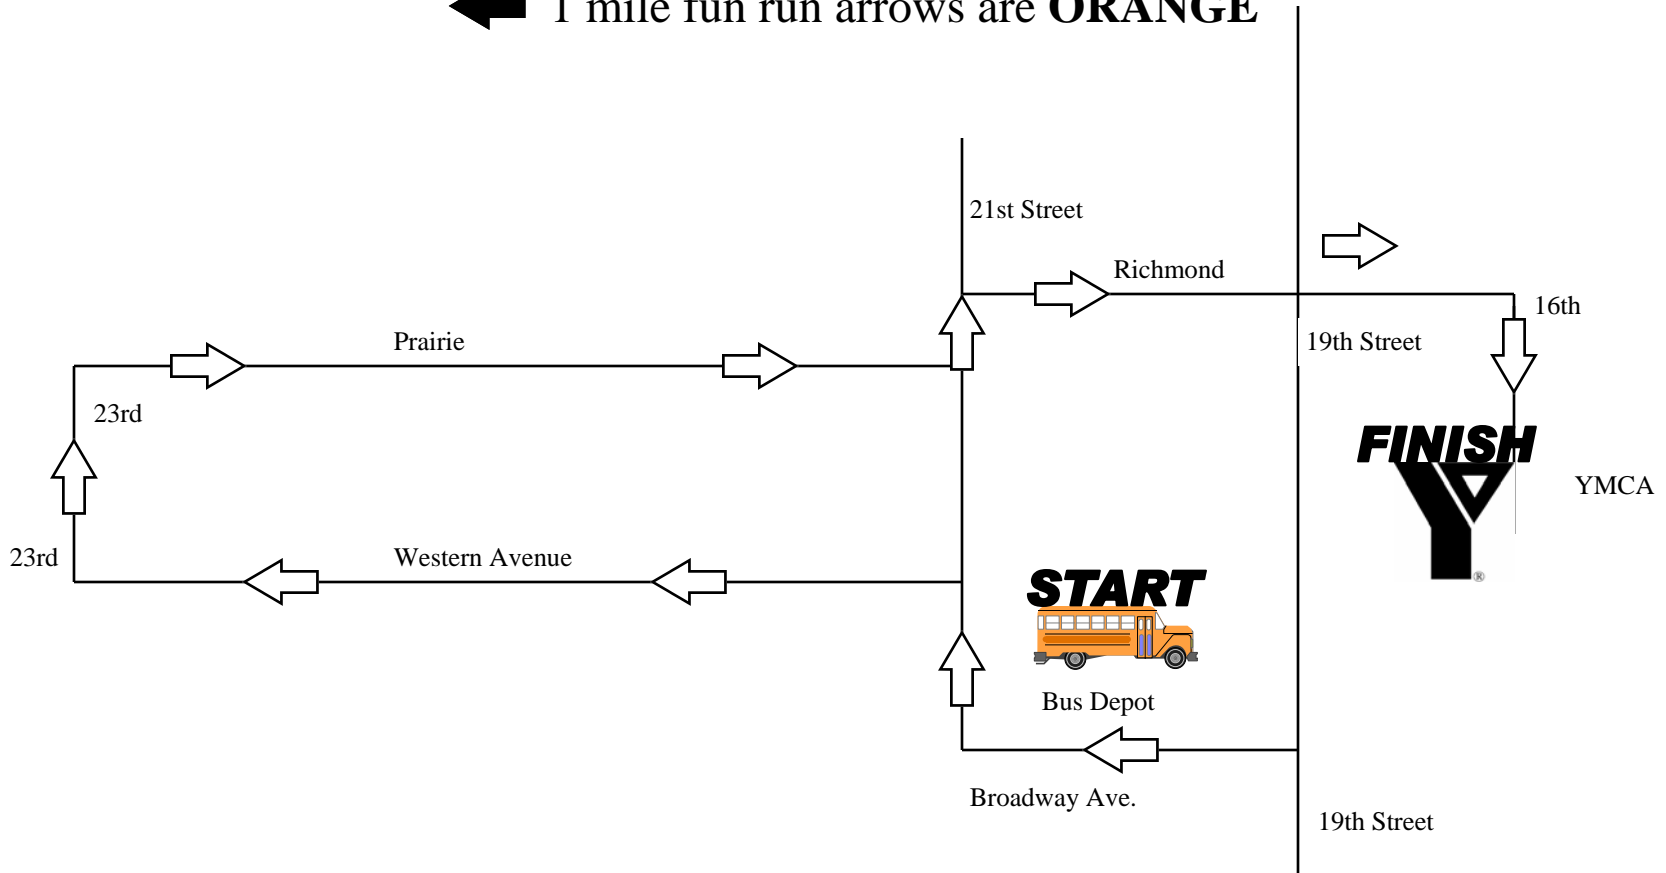 1 mile fun run arrows are ORANGE
21st Street
Richmond
16th
Prairie
19th Street
23rd
FINISH
YMCA
23rd
Western Avenue
START
®
Bus Depot
Broadway Ave.
19th Street